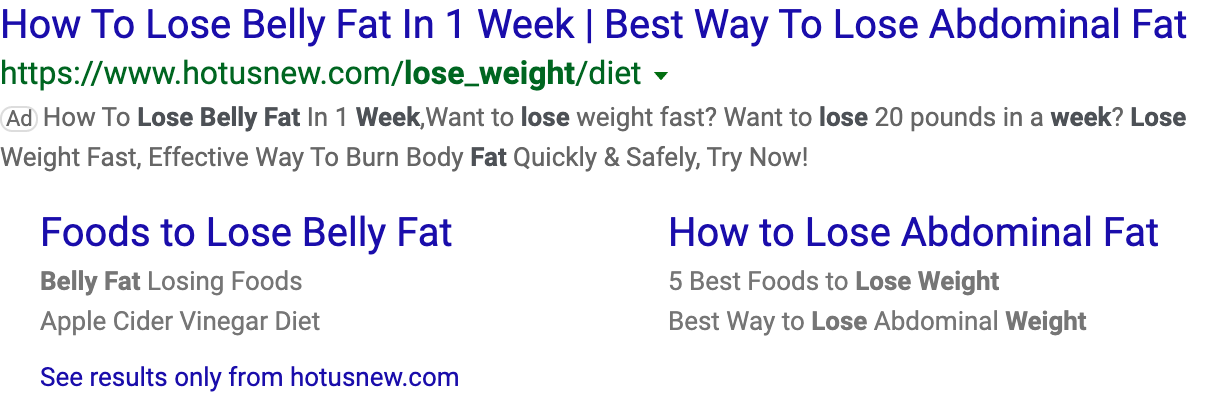 How To Lose Belly Fat In 1 Week | Best Way To Lose Abdominal Fat
https://www.hotusnew.com/lose_weight/diet
Ad How To Lose Belly Fat In 1 Week,Want to lose weight fast? Want to lose 20 pounds in a week? Lose
Weight Fast, Effective Way To Burn Body Fat Quickly & Safely, Try Now!
Foods to Lose Belly Fat
Belly Fat Losing Foods
Apple Cider Vinegar Diet
How to Lose Abdominal Fat
5 Best Foods to Lose Weight
Best Way to Lose Abdominal Weight
See results only from hotusnew.com